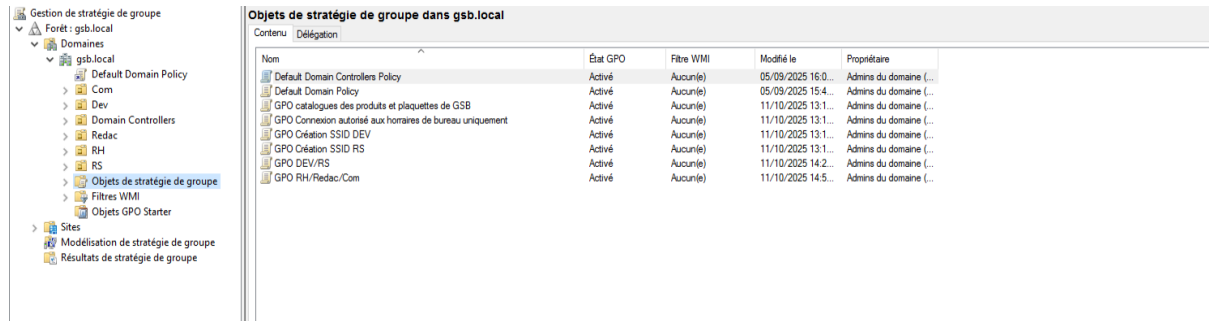 Gestion de stratégie de groupe
Forêt : gsb.local
Domaines
gsb.local
Default Domain Policy
Com
Dev
Domain Controllers
Redac
RH
RS
Objets de stratégie de groupe
Filtres WMI
Objets GPO Starter
Sites
Modélisation de stratégie de groupe
Résultats de stratégie de groupe
Objets de stratégie de groupe dans gsb.local
Contenu Délégation
Nom État GPO Filtre WMI Modifié le Propriétaire
Default Domain Controllers Policy Activé Aucun(e) 05/09/2025 16:0... Admins du domaine (...
Default Domain Policy Activé Aucun(e) 05/09/2025 15:4... Admins du domaine (...
GPO catalogues des produits et plaquettes de GSB Activé Aucun(e) 11/10/2025 13:1... Admins du domaine (...
GPO Connexion autorisé aux horraires de bureau uniquement Activé Aucun(e) 11/10/2025 13:1... Admins du domaine (...
GPO Création SSID DEV Activé Aucun(e) 11/10/2025 13:1... Admins du domaine (...
GPO Création SSID RS Activé Aucun(e) 11/10/2025 13:1... Admins du domaine (...
GPO DEV/RS Activé Aucun(e) 11/10/2025 14:2... Admins du domaine (...
GPO RH/Redac/Com Activé Aucun(e) 11/10/2025 14:5... Admins du domaine (...